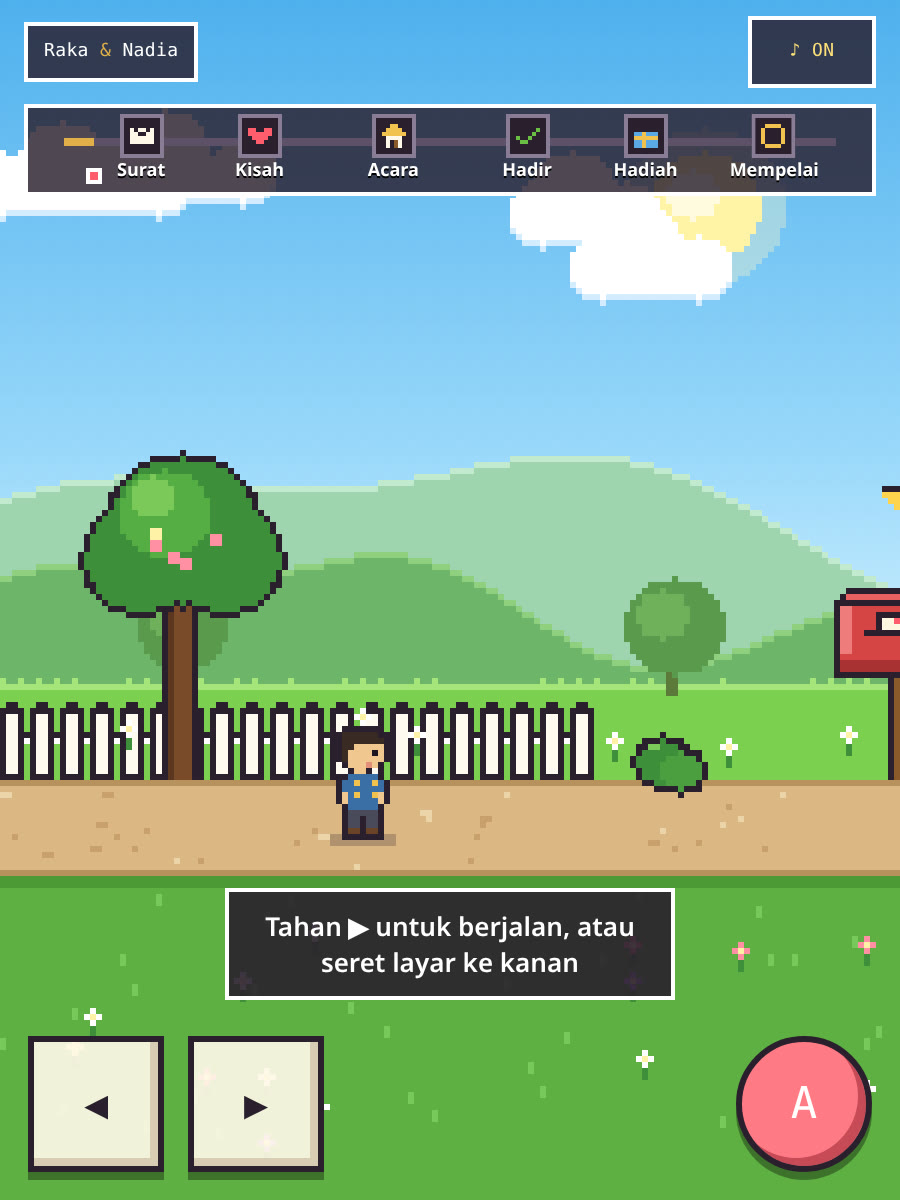 Raka & Nadia
♪ ON
Surat Kisah Acara Hadir Hadiah Mempelai
Tahan ▶ untuk berjalan, atau
seret layar ke kanan
◀ ▶ A